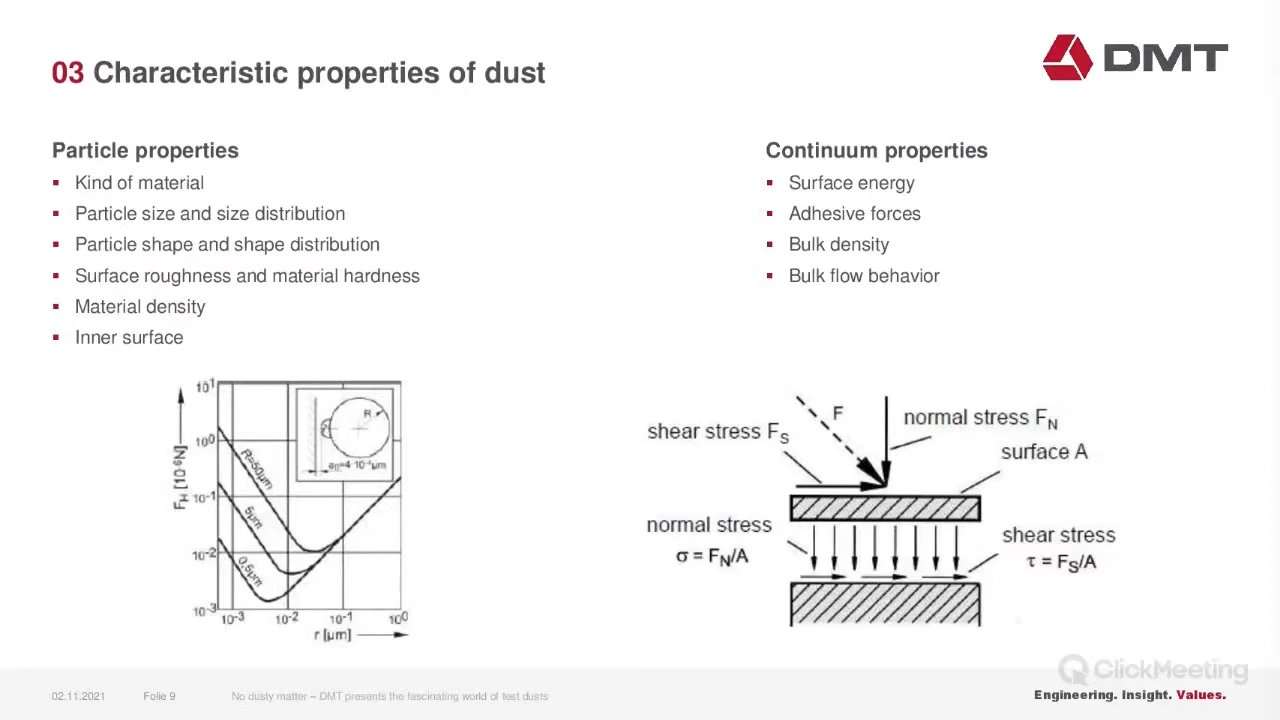 03 Characteristic properties of dust
DMT
Particle properties
▪ Kind of material
▪ Particle size and size distribution
▪ Particle shape and shape distribution
▪ Surface roughness and material hardness
▪ Material density
▪ Inner surface
Continuum properties
▪ Surface energy
▪ Adhesive forces
▪ Bulk density
▪ Bulk flow behavior
F_H [10⁻⁶N]
10¹
10⁰
10⁻¹
10⁻²
10⁻³
R=50µm
5µm
0,5µm
R
a₀=4·10⁻⁴µm
10⁻³ 10⁻² 10⁻¹ 10⁰
r [µm]
F
normal stress F_N
shear stress F_S
surface A
normal stress
σ = F_N/A
shear stress
τ = F_S/A
ClickMeeting
02.11.2021 Folie 9 No dusty matter – DMT presents the fascinating world of test dusts
Engineering. Insight. Values.